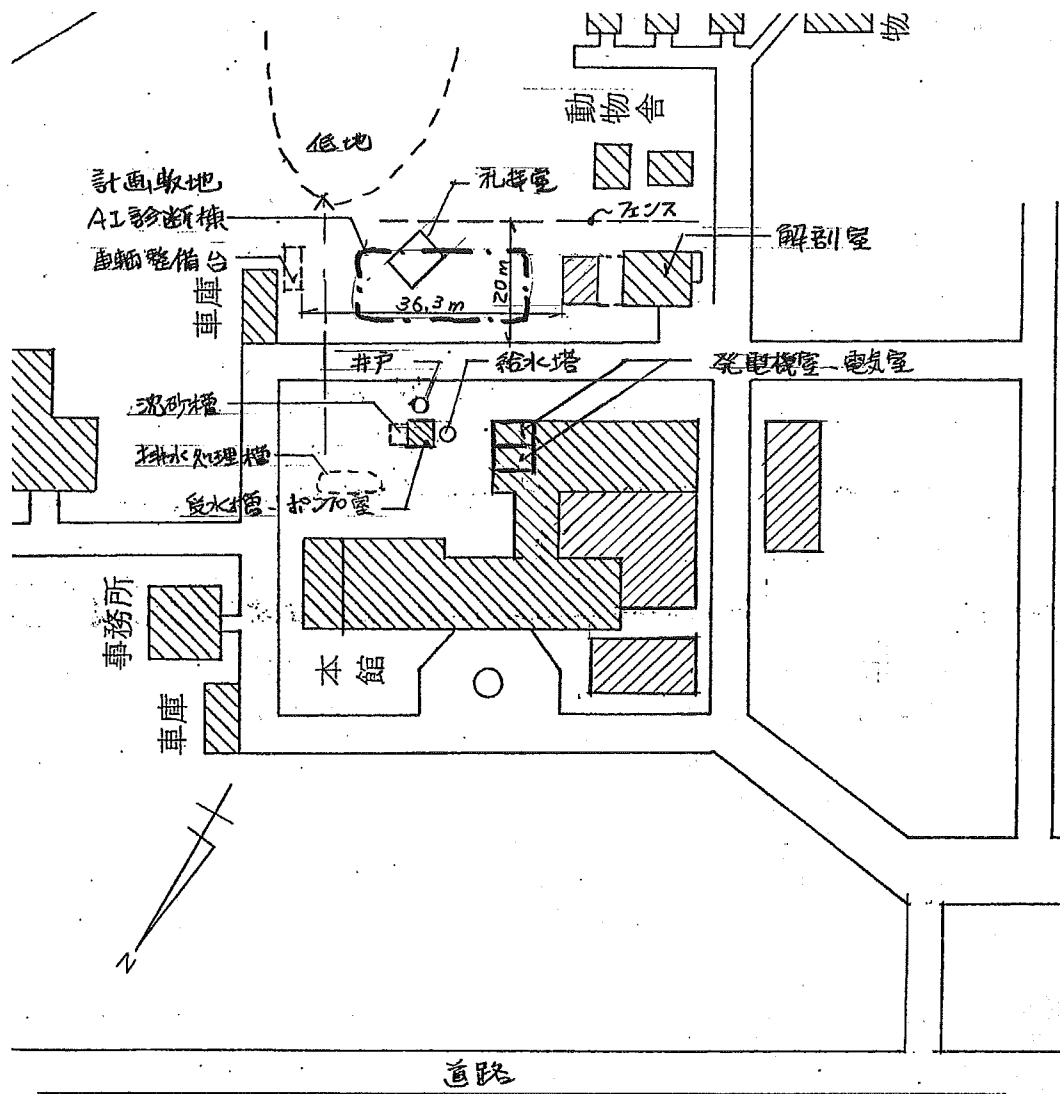 物
動物舎
低地
計画敷地
礼拝堂
AI診断棟
フェンス
解剖室
車輌整備台
車庫
36.3m
20m
井戸
給水塔
発電機室、電気室
沈砂槽
排水処理槽
受水槽、ポンプ室
事務所
本館
車庫
N
道路